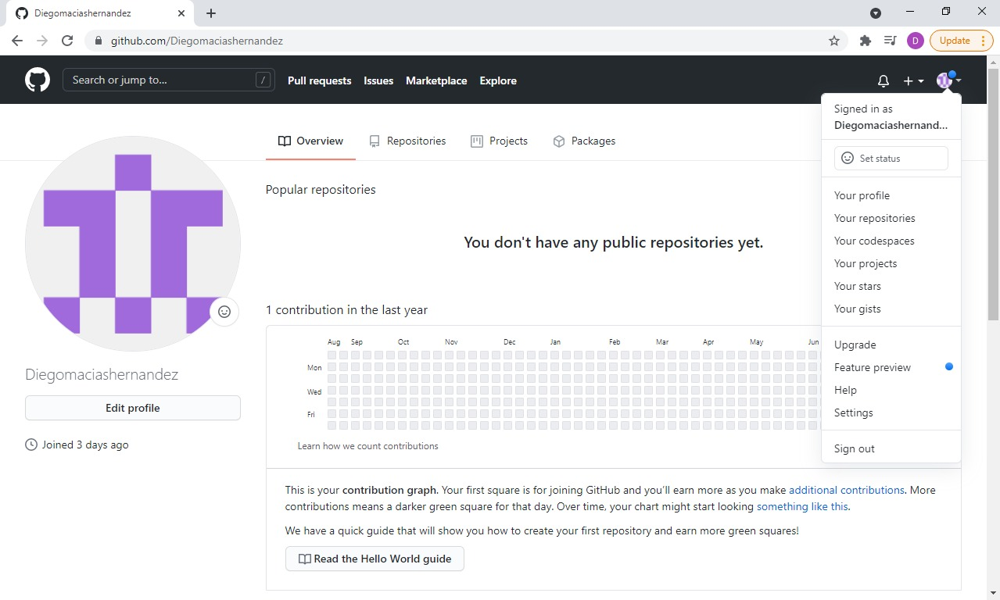 Diegomaciashernandez
github.com/Diegomaciashernandez
D
Update
Search or jump to...
/
Pull requests
Issues
Marketplace
Explore
Signed in as
Diegomaciashernand...
Set status
Your profile
Your repositories
Your codespaces
Your projects
Your stars
Your gists
Upgrade
Feature preview
Help
Settings
Sign out
Overview
Repositories
Projects
Packages
Diegomaciashernandez
Edit profile
Joined 3 days ago
Popular repositories
You don't have any public repositories yet.
1 contribution in the last year
Aug Sep Oct Nov Dec Jan Feb Mar Apr May Jun
Mon
Wed
Fri
Learn how we count contributions
This is your contribution graph. Your first square is for joining GitHub and you'll earn more as you make additional contributions. More
contributions means a darker green square for that day. Over time, your chart might start looking something like this.
We have a quick guide that will show you how to create your first repository and earn more green squares!
Read the Hello World guide